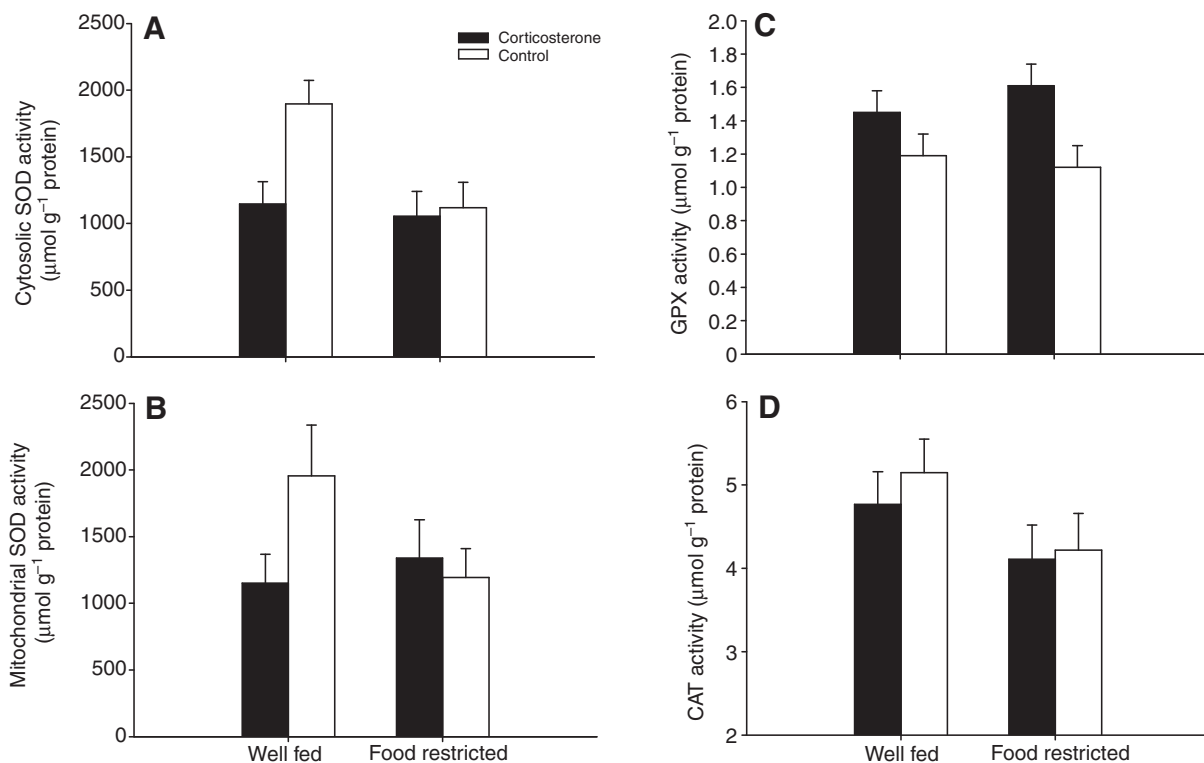 A
Corticosterone
Control
2500
2000
1500
1000
500
0
Cytosolic SOD activity
(μmol g–1 protein)
B
2500
2000
1500
1000
500
0
Mitochondrial SOD activity
(μmol g–1 protein)
Well fed
Food restricted
C
2.0
1.8
1.6
1.4
1.2
1.0
0.8
0.6
0.4
0.2
0
GPX activity (μmol g–1 protein)
D
6
5
4
3
2
CAT activity (μmol g–1 protein)
Well fed
Food restricted